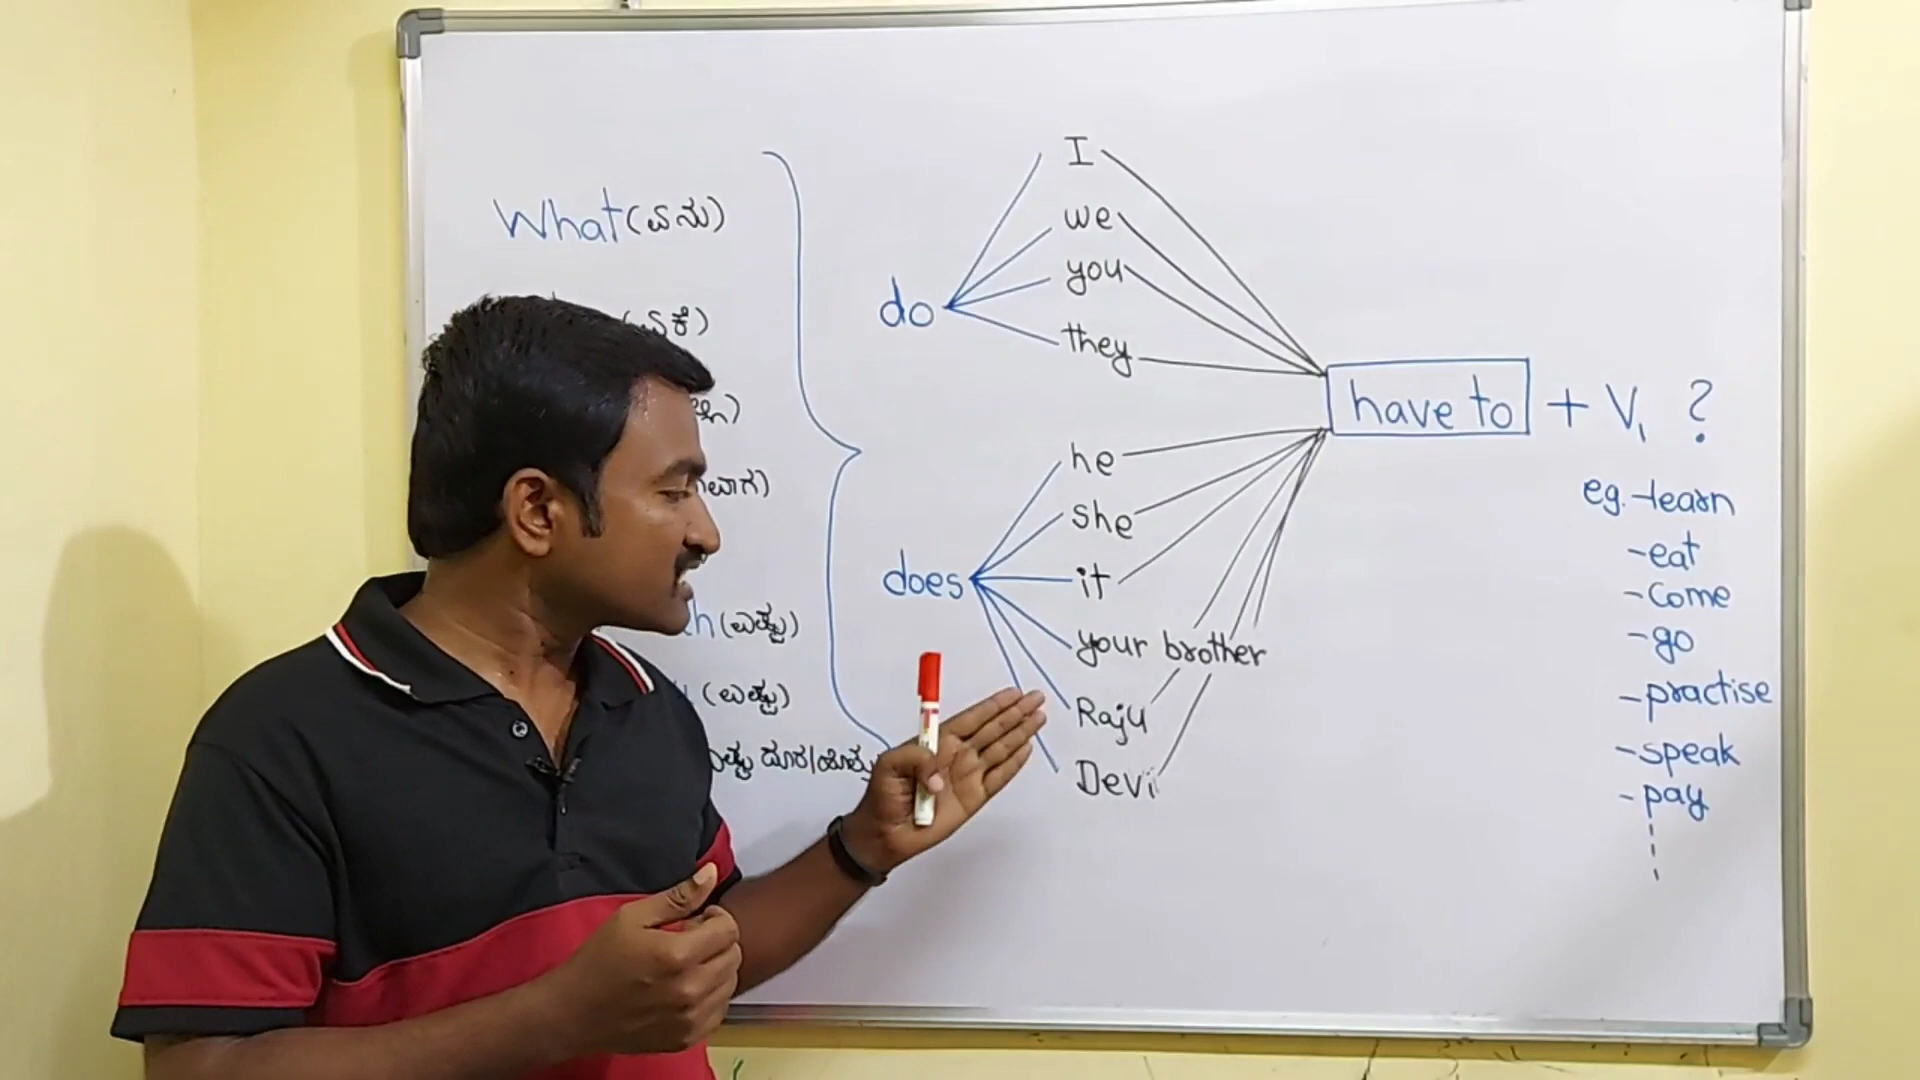 What (ಏನು)
(ಏಕೆ)
(ಎಷ್ಟು)
(ಎಷ್ಟು)
ಎಷ್ಟು ದೂರ/ಹೊತ್ತು
do
I
we
you
they
does
he
she
it
your brother
Raju
Devi
have to + V₁ ?
eg. -learn
-eat
-come
-go
-practise
-speak
-pay